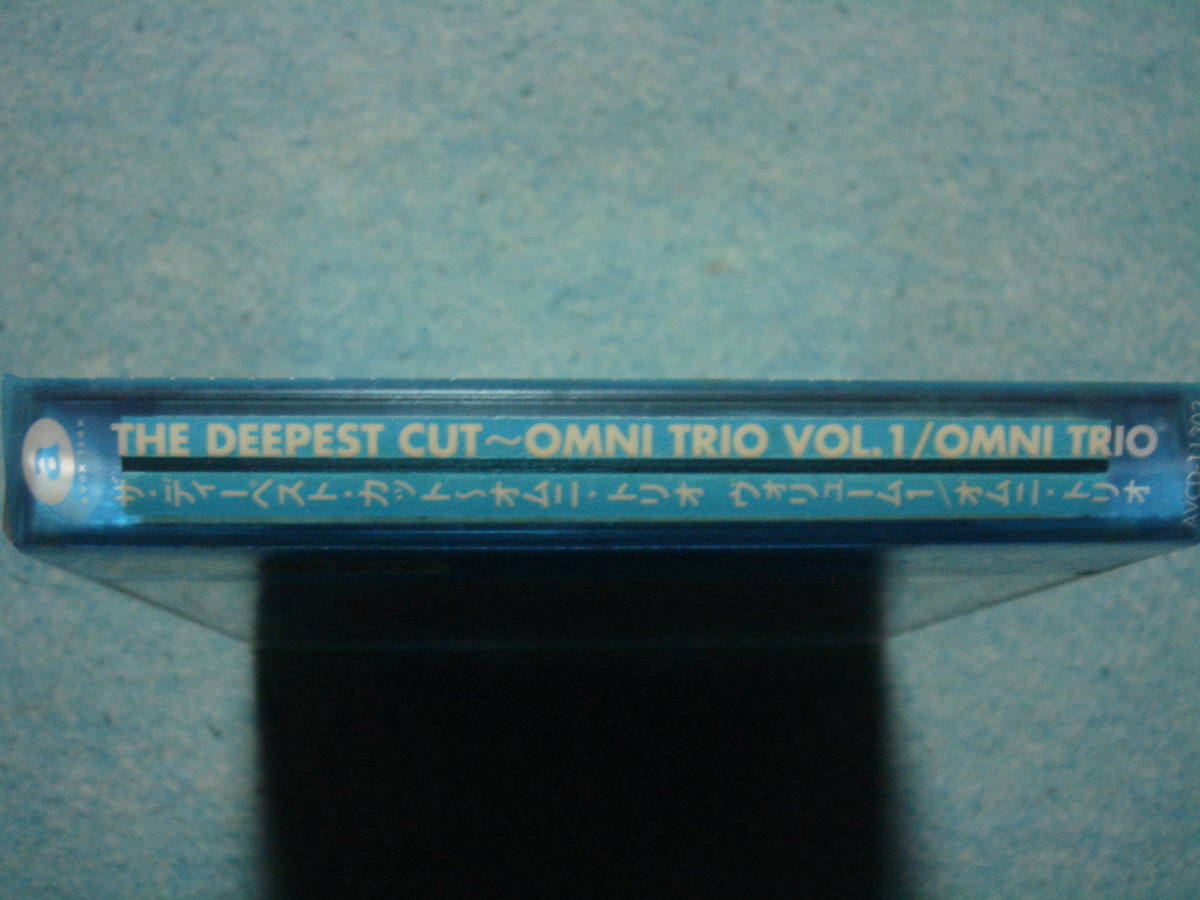 a
avex trax
THE DEEPEST CUT～OMNI TRIO VOL.1/OMNI TRIO
ザ・ディーペスト・カット～オムニ・トリオ ヴォリューム1/オムニ・トリオ